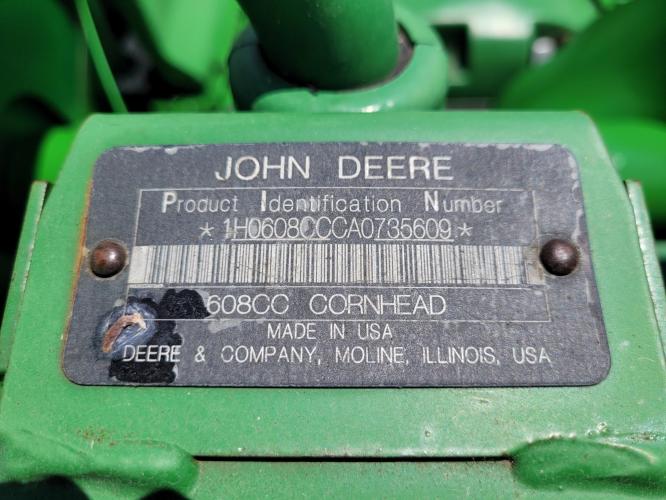 JOHN DEERE
Product Identification Number
*1H0608CCCA0735609*
608CC CORNHEAD
MADE IN USA
DEERE & COMPANY, MOLINE, ILLINOIS, USA